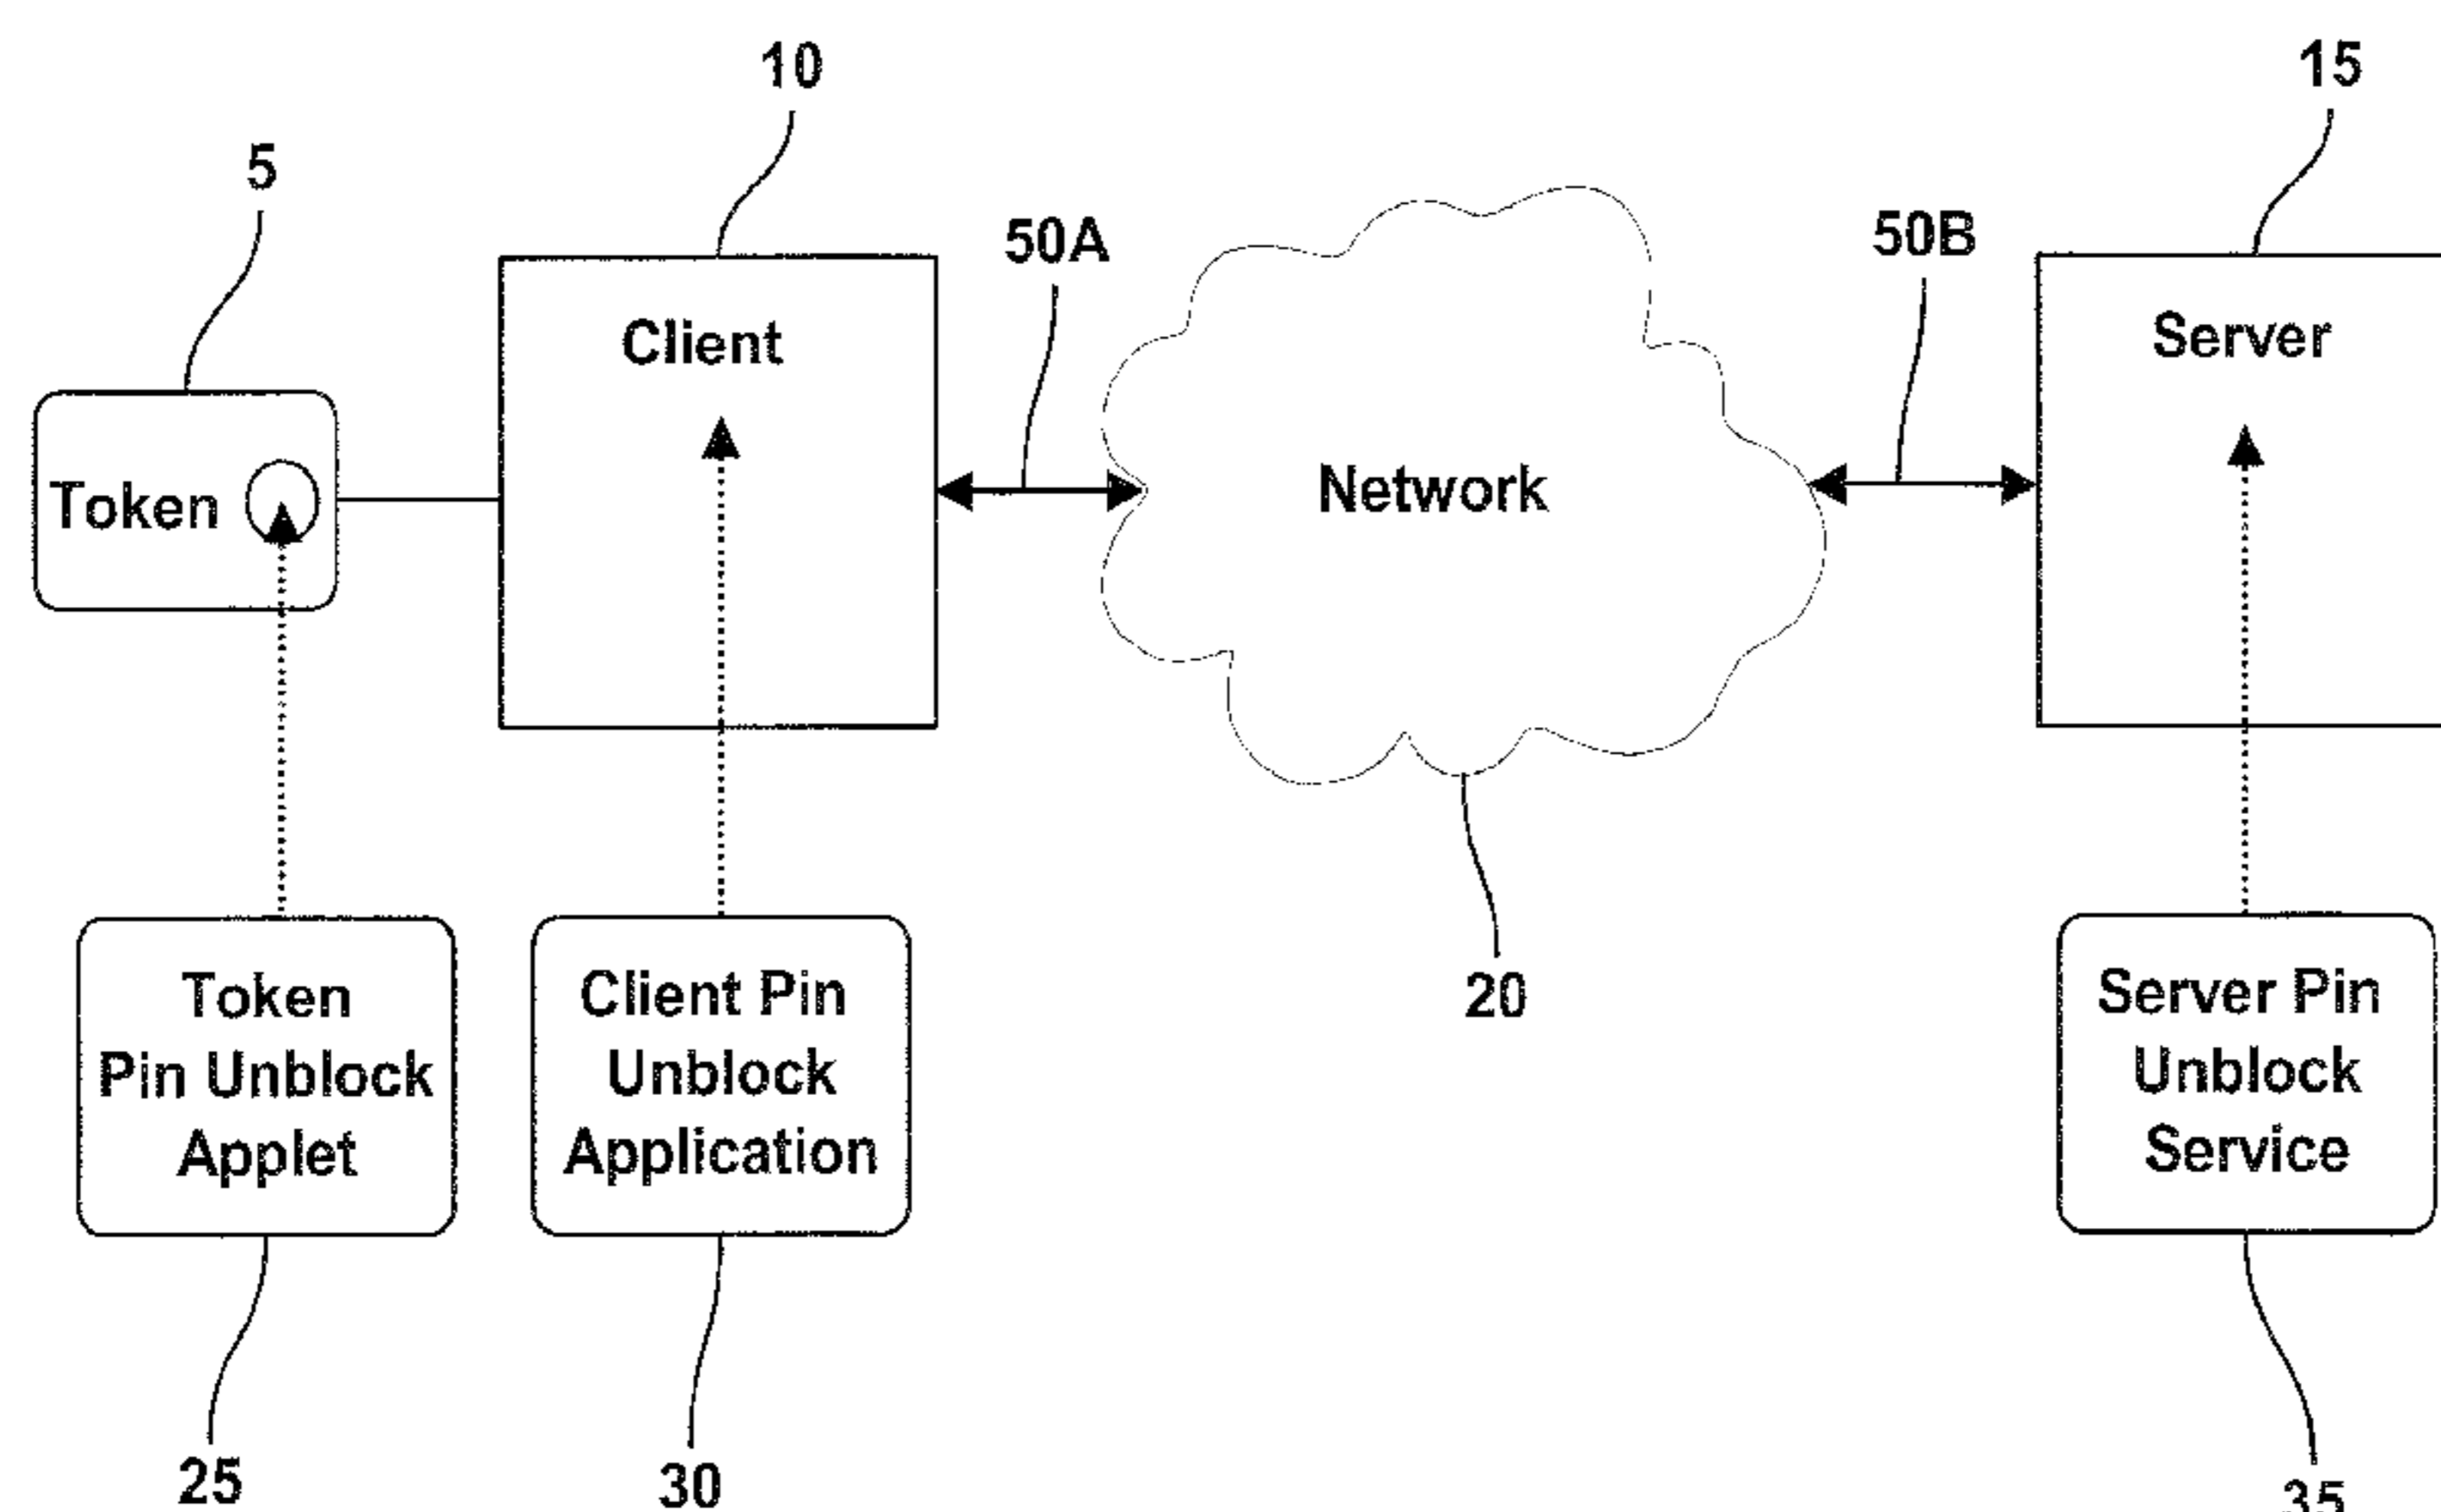 10
15
5
50A
50B
Client
Server
Token
Network
20
Token
Pin Unblock
Applet
Client Pin
Unblock
Application
Server Pin
Unblock
Service
25
30
35